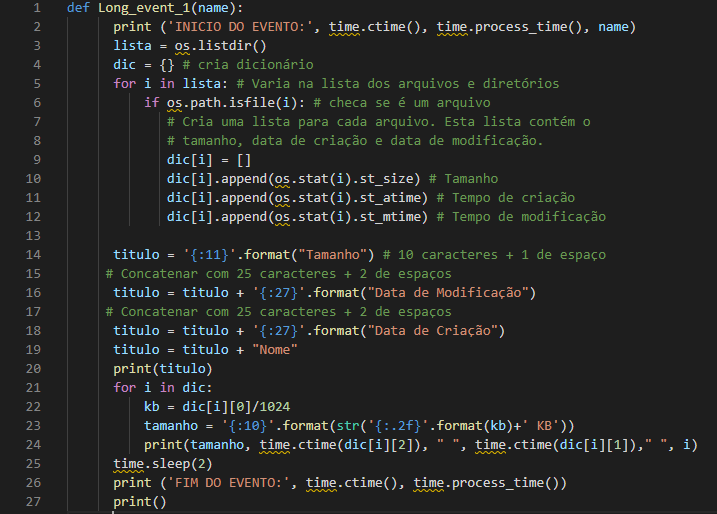 1 def Long_event_1(name):
2 print ('INICIO DO EVENTO:', time.ctime(), time.process_time(), name)
3 lista = os.listdir()
4 dic = {} # cria dicionário
5 for i in lista: # Varia na lista dos arquivos e diretórios
6 if os.path.isfile(i): # checa se é um arquivo
7 # Cria uma lista para cada arquivo. Esta lista contém o
8 # tamanho, data de criação e data de modificação.
9 dic[i] = []
10 dic[i].append(os.stat(i).st_size) # Tamanho
11 dic[i].append(os.stat(i).st_atime) # Tempo de criação
12 dic[i].append(os.stat(i).st_mtime) # Tempo de modificação
13
14 titulo = '{:11}'.format("Tamanho") # 10 caracteres + 1 de espaço
15 # Concatenar com 25 caracteres + 2 de espaços
16 titulo = titulo + '{:27}'.format("Data de Modificação")
17 # Concatenar com 25 caracteres + 2 de espaços
18 titulo = titulo + '{:27}'.format("Data de Criação")
19 titulo = titulo + "Nome"
20 print(titulo)
21 for i in dic:
22 kb = dic[i][0]/1024
23 tamanho = '{:10}'.format(str('{:.2f}'.format(kb)+' KB'))
24 print(tamanho, time.ctime(dic[i][2]), " ", time.ctime(dic[i][1])," ", i)
25 time.sleep(2)
26 print ('FIM DO EVENTO:', time.ctime(), time.process_time())
27 print()